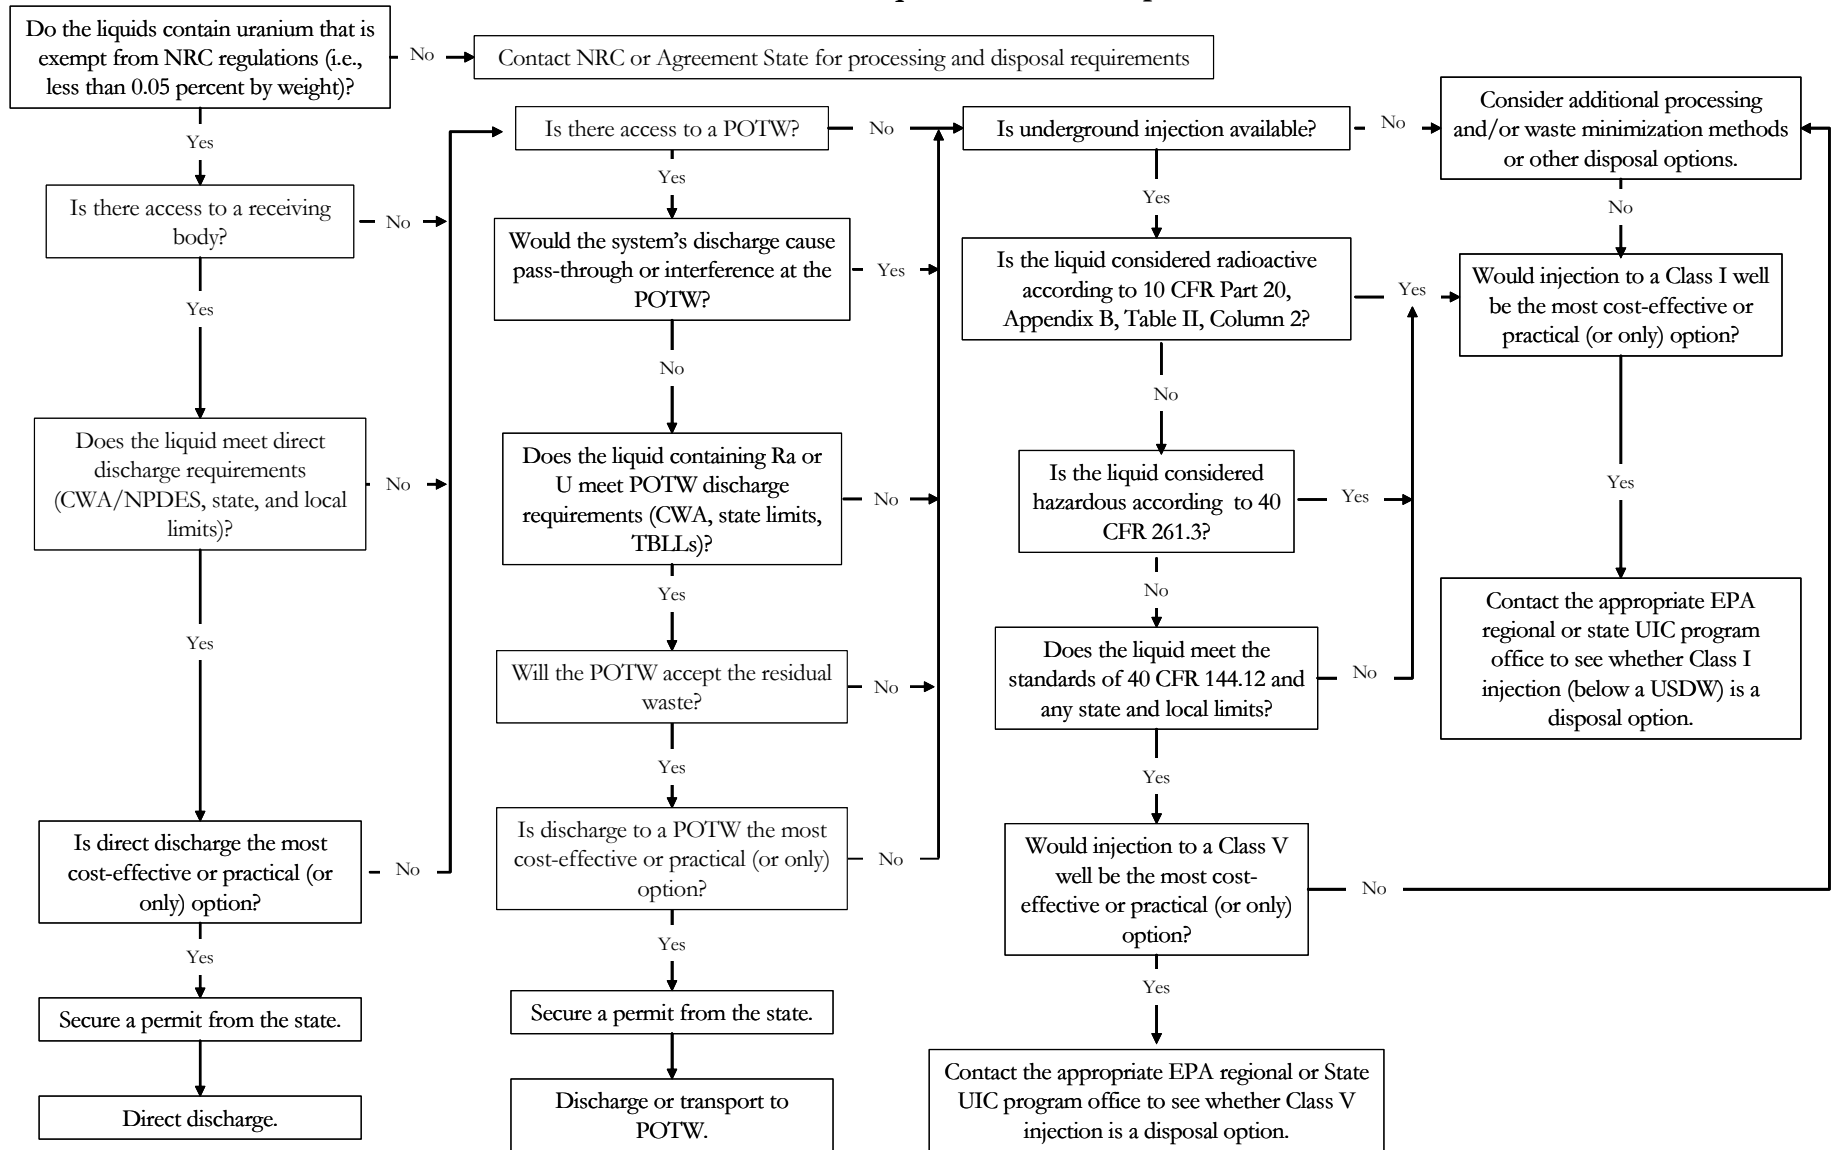 Do the liquids contain uranium that is
exempt from NRC regulations (i.e.,
less than 0.05 percent by weight)?
No
Contact NRC or Agreement State for processing and disposal requirements
Yes
Is there access to a receiving
body?
No
Yes
Does the liquid meet direct
discharge requirements
(CWA/NPDES, state, and local
limits)?
No
Yes
Is direct discharge the most
cost-effective or practical (or
only) option?
No
Yes
Secure a permit from the state.
Direct discharge.
Is there access to a POTW?
No
Yes
Would the system's discharge cause
pass-through or interference at the
POTW?
Yes
No
Does the liquid containing Ra or
U meet POTW discharge
requirements (CWA, state limits,
TBLLs)?
No
Yes
Will the POTW accept the residual
waste?
No
Yes
Is discharge to a POTW the most
cost-effective or practical (or only)
option?
No
Yes
Secure a permit from the state.
Discharge or transport to
POTW.
Is underground injection available?
No
Yes
Is the liquid considered radioactive
according to 10 CFR Part 20,
Appendix B, Table II, Column 2?
Yes
No
Is the liquid considered
hazardous according to 40
CFR 261.3?
Yes
No
Does the liquid meet the
standards of 40 CFR 144.12 and
any state and local limits?
No
Yes
Would injection to a Class V
well be the most cost-
effective or practical (or only)
option?
No
Yes
Contact the appropriate EPA regional or State
UIC program office to see whether Class V
injection is a disposal option.
Consider additional processing
and/or waste minimization methods
or other disposal options.
No
Would injection to a Class I well
be the most cost-effective or
practical (or only) option?
Yes
Contact the appropriate EPA
regional or state UIC program
office to see whether Class I
injection (below a USDW) is a
disposal option.